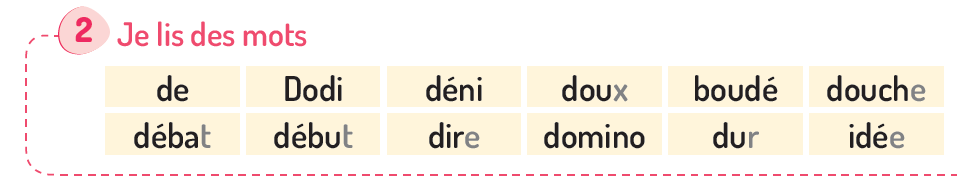 2 Je lis des mots
de Dodi déni doux boudé douche
débat début dire domino dur idée